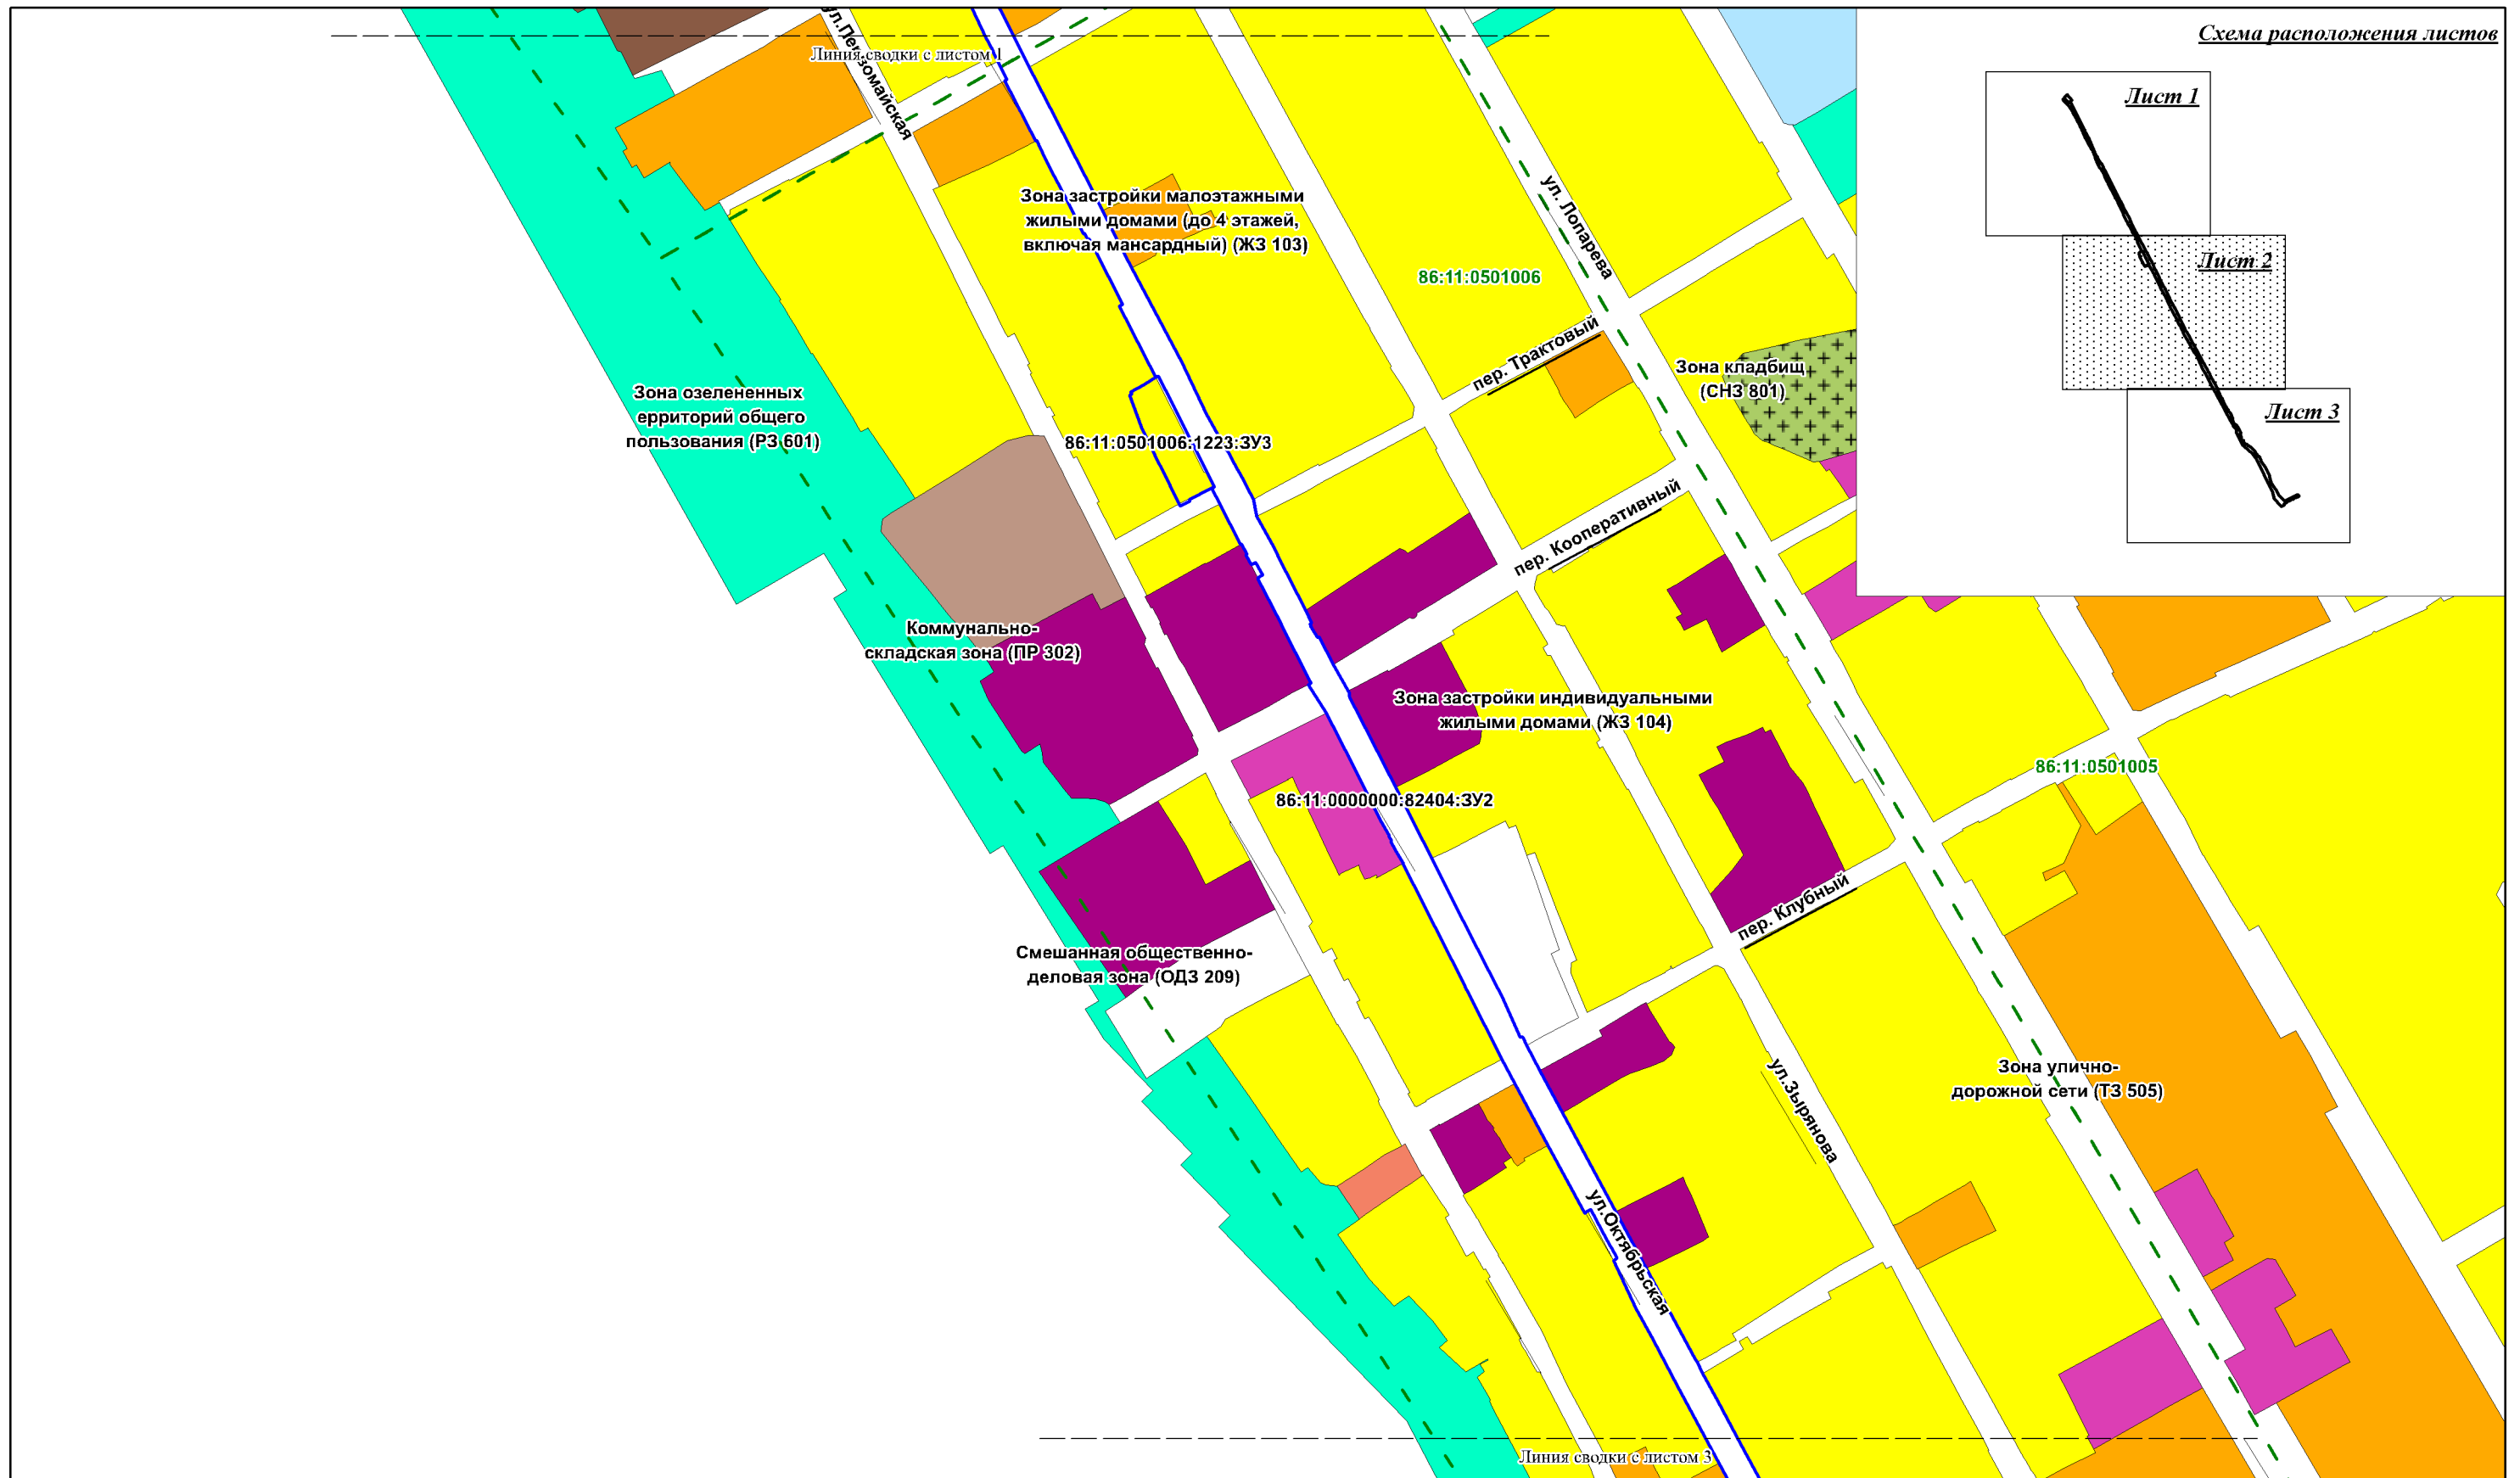 Схема расположения листов
Лист 1
Лист 2
Лист 3
ул.Первомайская
Линия сводки с листом 1
Зона застройки малоэтажными
жилыми домами (до 4 этажей,
включая мансардный) (ЖЗ 103)
ул. Лопарева
86:11:0501006
пер. Трактовый
Зона кладбищ
(СНЗ 801)
Зона озелененных
ерриторий общего
пользования (РЗ 601)
86:11:0501006:1223:ЗУ3
пер. Кооперативный
Коммунально-
складская зона (ПР 302)
Зона застройки индивидуальными
жилыми домами (ЖЗ 104)
86:11:0501005
86:11:0000000:82404:ЗУ2
пер. Клубный
Смешанная общественно-
деловая зона (ОДЗ 209)
Зона улично-
дорожной сети (ТЗ 505)
ул.Зырянова
ул.Октябрьская
Линия сводки с листом 3